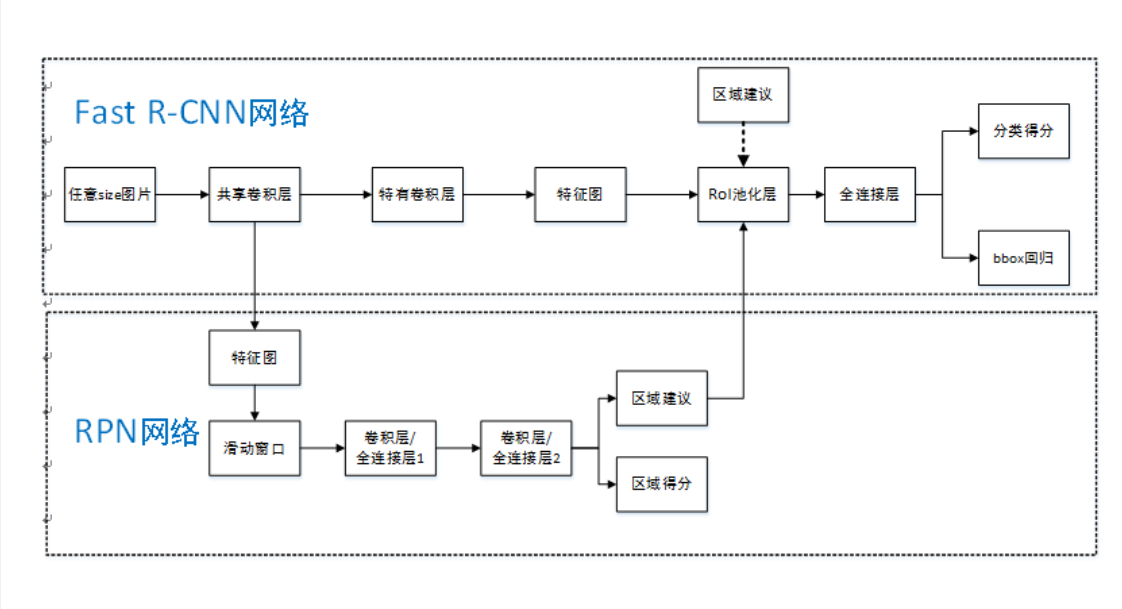 Fast R-CNN网络
区域建议
分类得分
任意size图片
共享卷积层
特有卷积层
特征图
RoI池化层
全连接层
bbox回归
特征图
RPN网络
滑动窗口
卷积层/
全连接层1
卷积层/
全连接层2
区域建议
区域得分